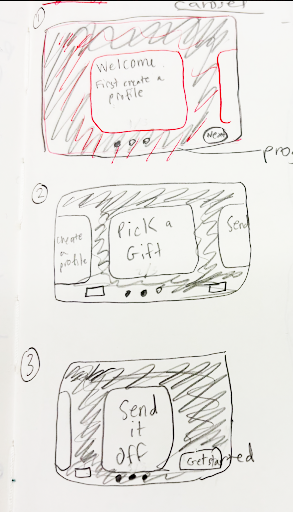 carousel
1
Welcome.
First create a
profile
Next
pro
2
create
a
profile
Pick a
Gift
Send
3
Send
it
off
Get started